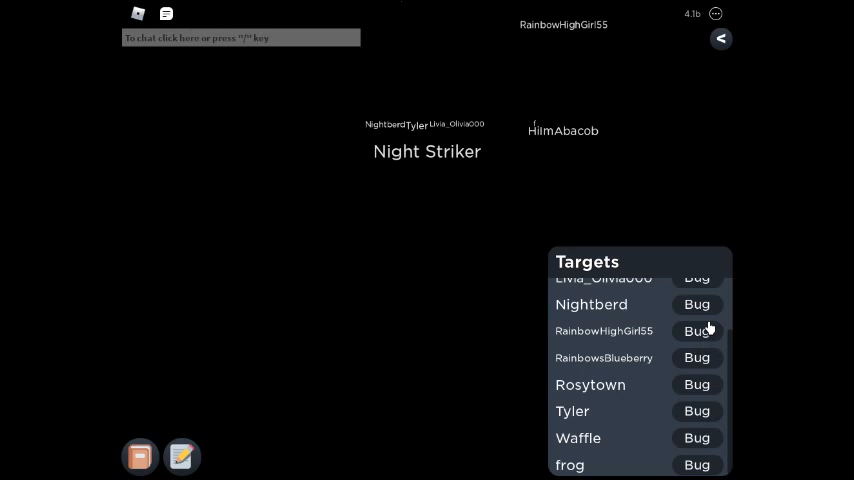 4.1b
RainbowHighGirl55
To chat click here or press "/" key
<
NightberdTyler Livia_Olivia000
f
HilmAbacob
Night Striker
Targets
Livia_Olivia000 Bug
Nightberd Bug
RainbowHighGirl55 Bug
RainbowsBlueberry Bug
Rosytown Bug
Tyler Bug
Waffle Bug
frog Bug